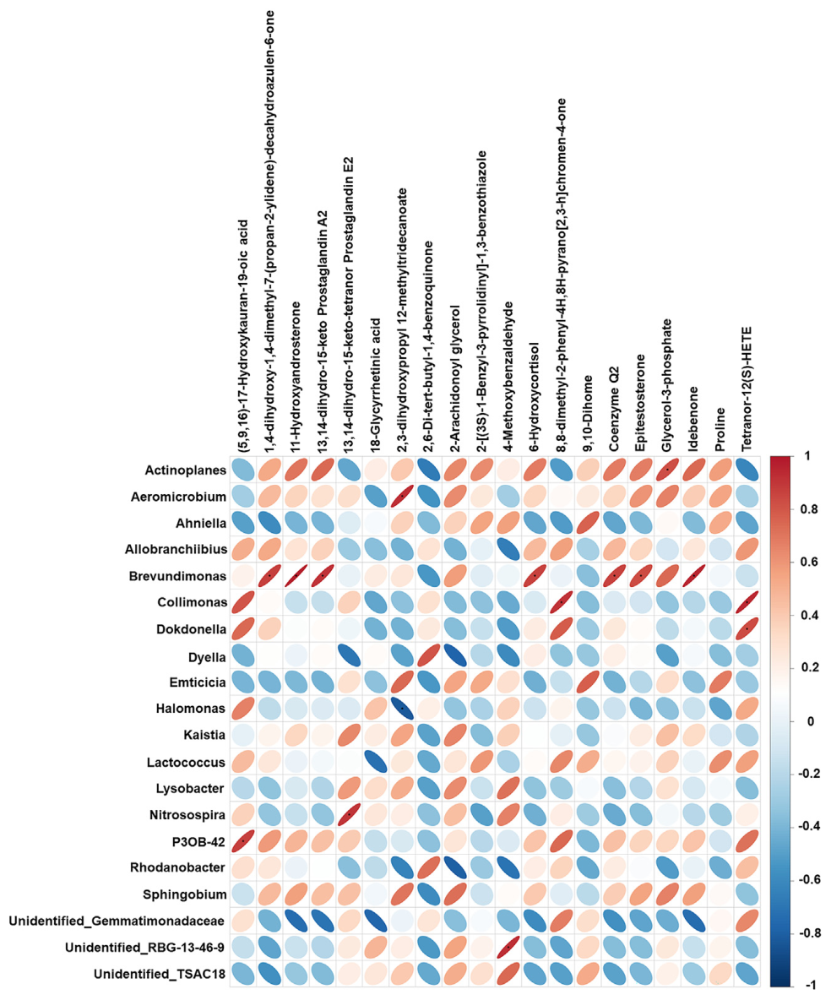 (5,9,16)-17-Hydroxykauran-19-oic acid
1,4-dihydroxy-1,4-dimethyl-7-(propan-2-ylidene)-decahydroazulen-6-one
11-Hydroxyandrosterone
13,14-dihydro-15-keto Prostaglandin A2
13,14-dihydro-15-keto-tetranor Prostaglandin E2
18-Glycyrrhetinic acid
2,3-dihydroxypropyl 12-methyltridecanoate
2,6-Di-tert-butyl-1,4-benzoquinone
2-Arachidonoyl glycerol
2-[(3S)-1-Benzyl-3-pyrrolidinyl]-1,3-benzothiazole
4-Methoxybenzaldehyde
6-Hydroxycortisol
8,8-dimethyl-2-phenyl-4H,8H-pyrano[2,3-h]chromen-4-one
9,10-Dihome
Coenzyme Q2
Epitestosterone
Glycerol-3-phosphate
Idebenone
Proline
Tetranor-12(S)-HETE
Actinoplanes
Aeromicrobium
Ahniella
Allobranchiibius
Brevundimonas
Collimonas
Dokdonella
Dyella
Emticicia
Halomonas
Kaistia
Lactococcus
Lysobacter
Nitrosospira
P3OB-42
Rhodanobacter
Sphingobium
Unidentified_Gemmatimonadaceae
Unidentified_RBG-13-46-9
Unidentified_TSAC18
1
0.8
0.6
0.4
0.2
0
-0.2
-0.4
-0.6
-0.8
-1